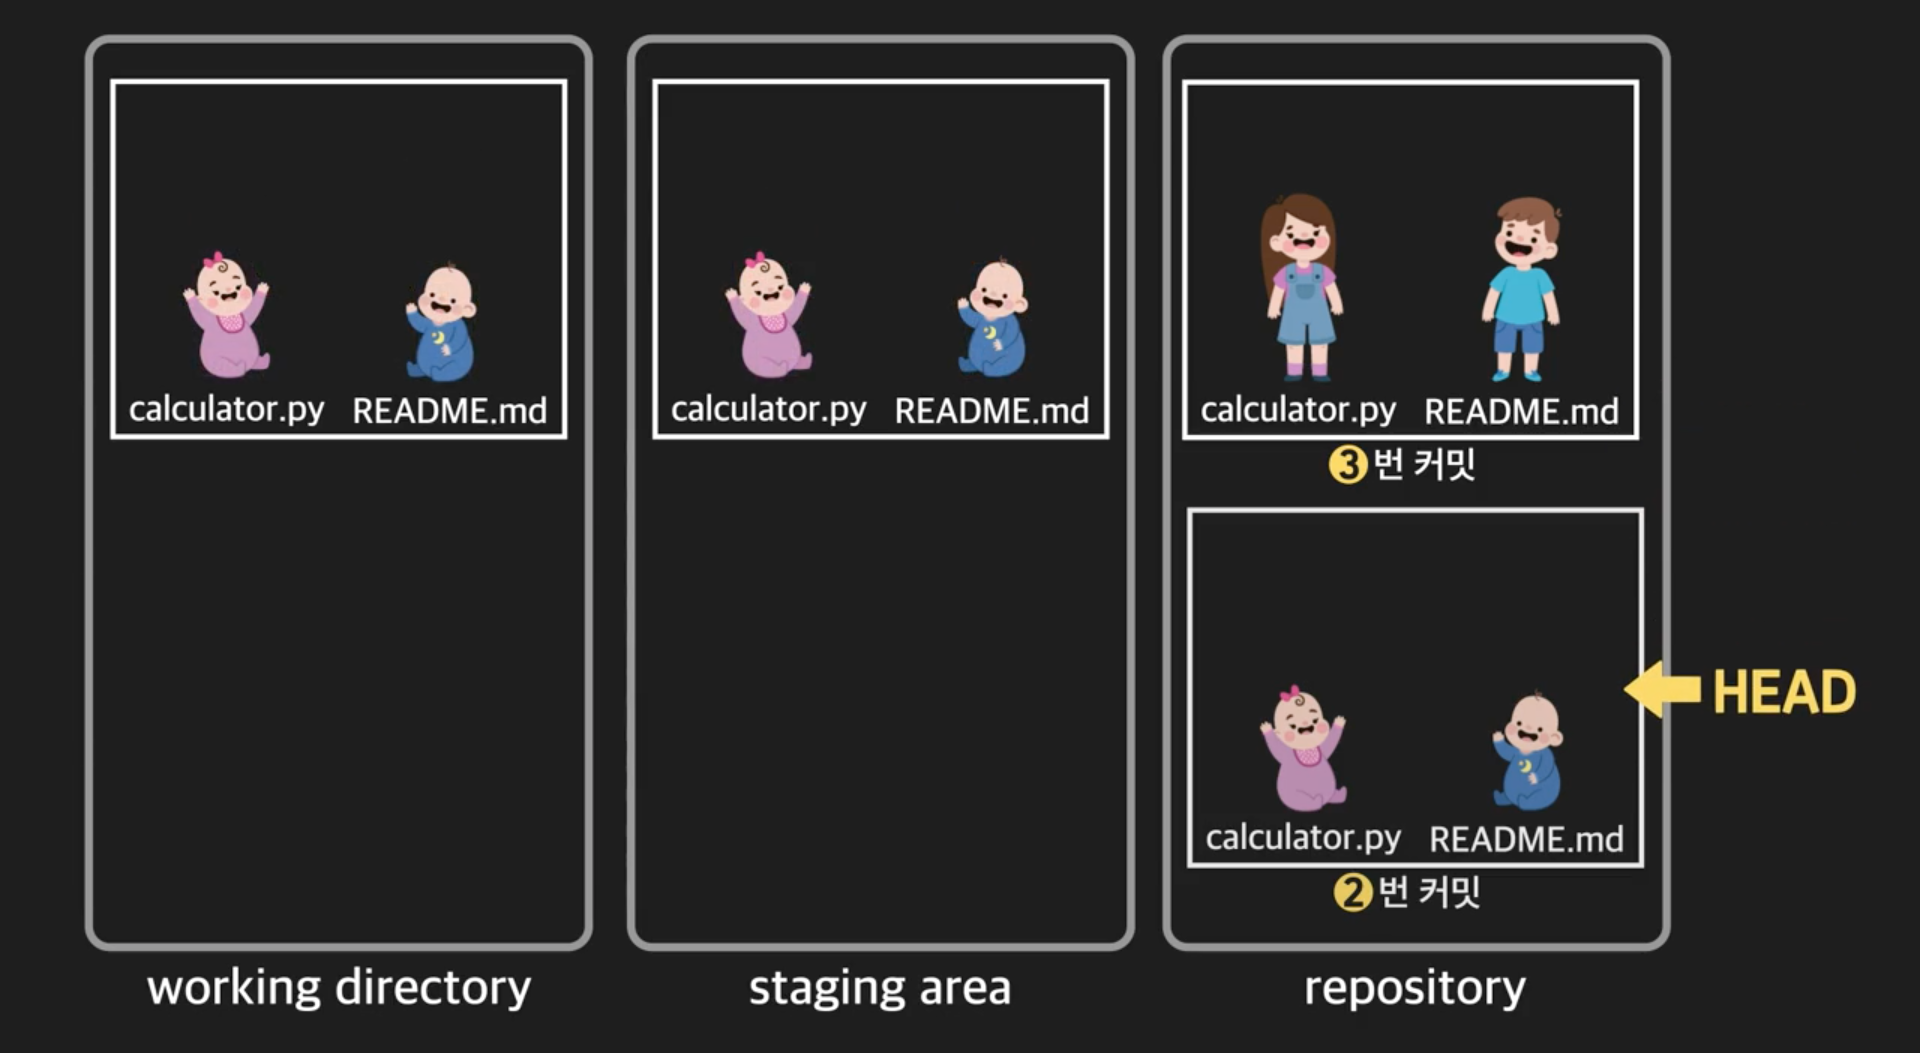 calculator.py README.md
calculator.py README.md
calculator.py README.md
3번 커밋
HEAD
calculator.py README.md
2번 커밋
working directory
staging area
repository